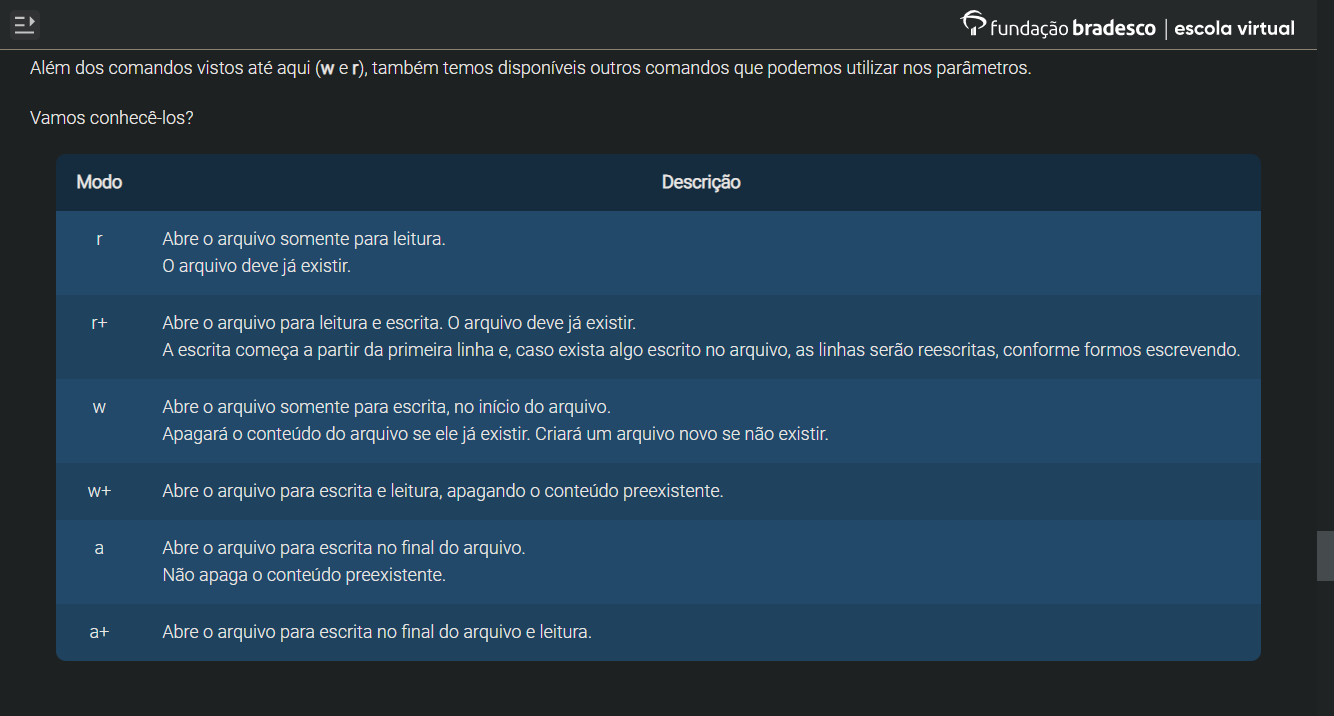 fundação bradesco | escola virtual
Além dos comandos vistos até aqui (w e r), também temos disponíveis outros comandos que podemos utilizar nos parâmetros.
Vamos conhecê-los?
Modo Descrição
r Abre o arquivo somente para leitura.
O arquivo deve já existir.
r+ Abre o arquivo para leitura e escrita. O arquivo deve já existir.
A escrita começa a partir da primeira linha e, caso exista algo escrito no arquivo, as linhas serão reescritas, conforme formos escrevendo.
w Abre o arquivo somente para escrita, no início do arquivo.
Apagará o conteúdo do arquivo se ele já existir. Criará um arquivo novo se não existir.
w+ Abre o arquivo para escrita e leitura, apagando o conteúdo preexistente.
a Abre o arquivo para escrita no final do arquivo.
Não apaga o conteúdo preexistente.
a+ Abre o arquivo para escrita no final do arquivo e leitura.